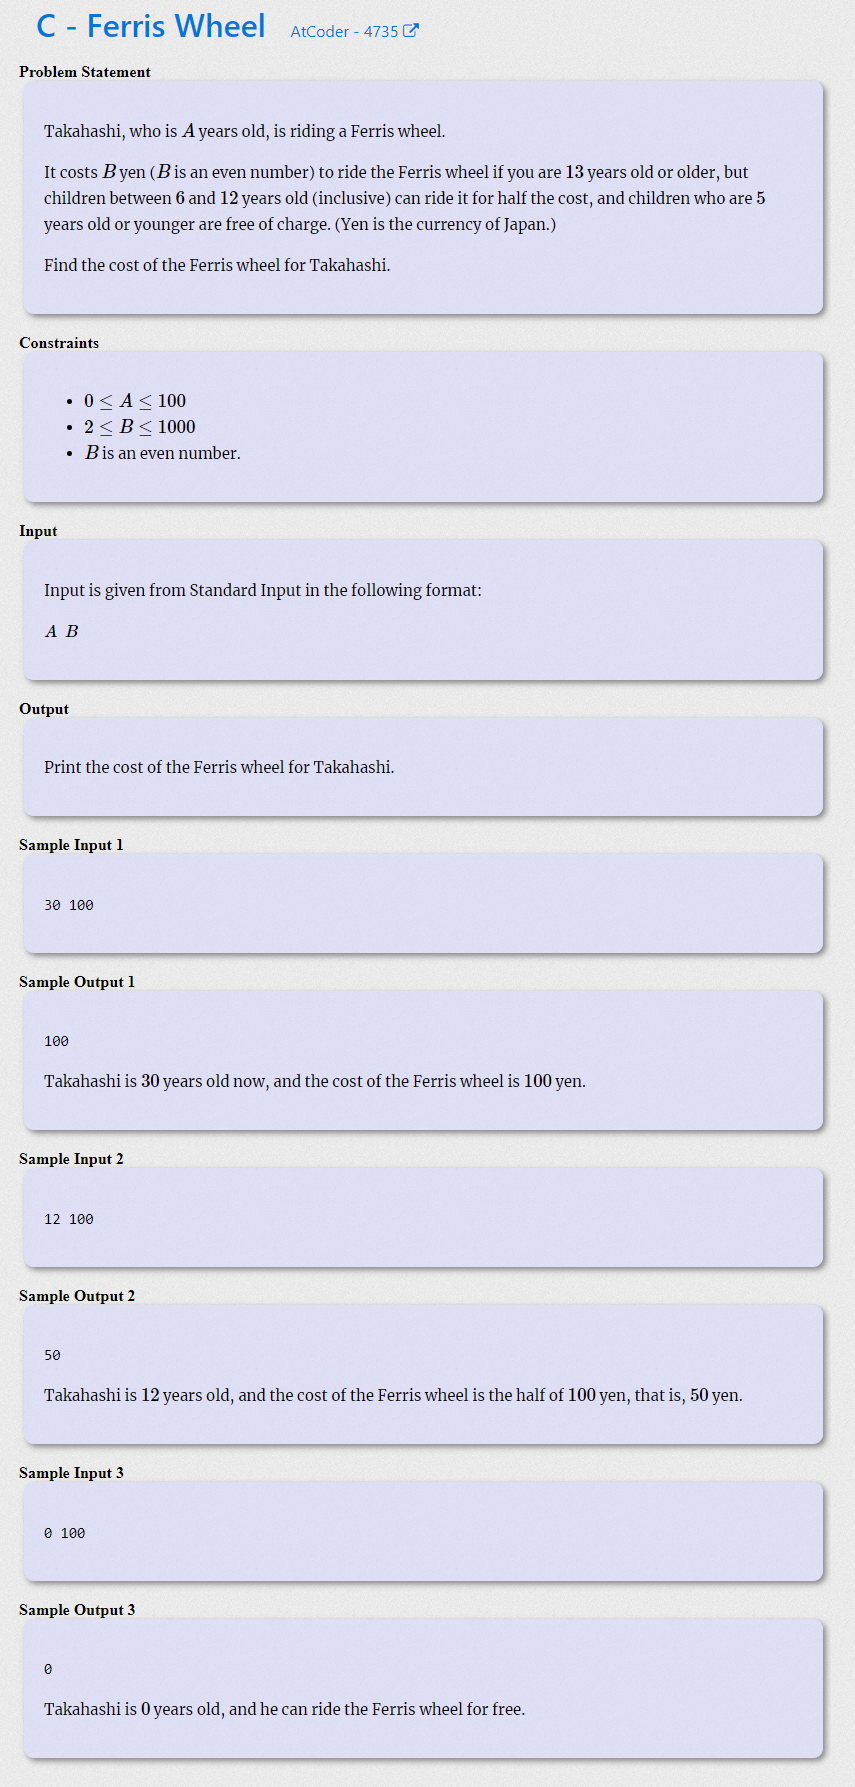 C - Ferris Wheel AtCoder - 4735
Problem Statement
Takahashi, who is A years old, is riding a Ferris wheel.
It costs B yen (B is an even number) to ride the Ferris wheel if you are 13 years old or older, but
children between 6 and 12 years old (inclusive) can ride it for half the cost, and children who are 5
years old or younger are free of charge. (Yen is the currency of Japan.)
Find the cost of the Ferris wheel for Takahashi.
Constraints
• 0 ≤ A ≤ 100
• 2 ≤ B ≤ 1000
• B is an even number.
Input
Input is given from Standard Input in the following format:
A B
Output
Print the cost of the Ferris wheel for Takahashi.
Sample Input 1
30 100
Sample Output 1
100
Takahashi is 30 years old now, and the cost of the Ferris wheel is 100 yen.
Sample Input 2
12 100
Sample Output 2
50
Takahashi is 12 years old, and the cost of the Ferris wheel is the half of 100 yen, that is, 50 yen.
Sample Input 3
0 100
Sample Output 3
0
Takahashi is 0 years old, and he can ride the Ferris wheel for free.